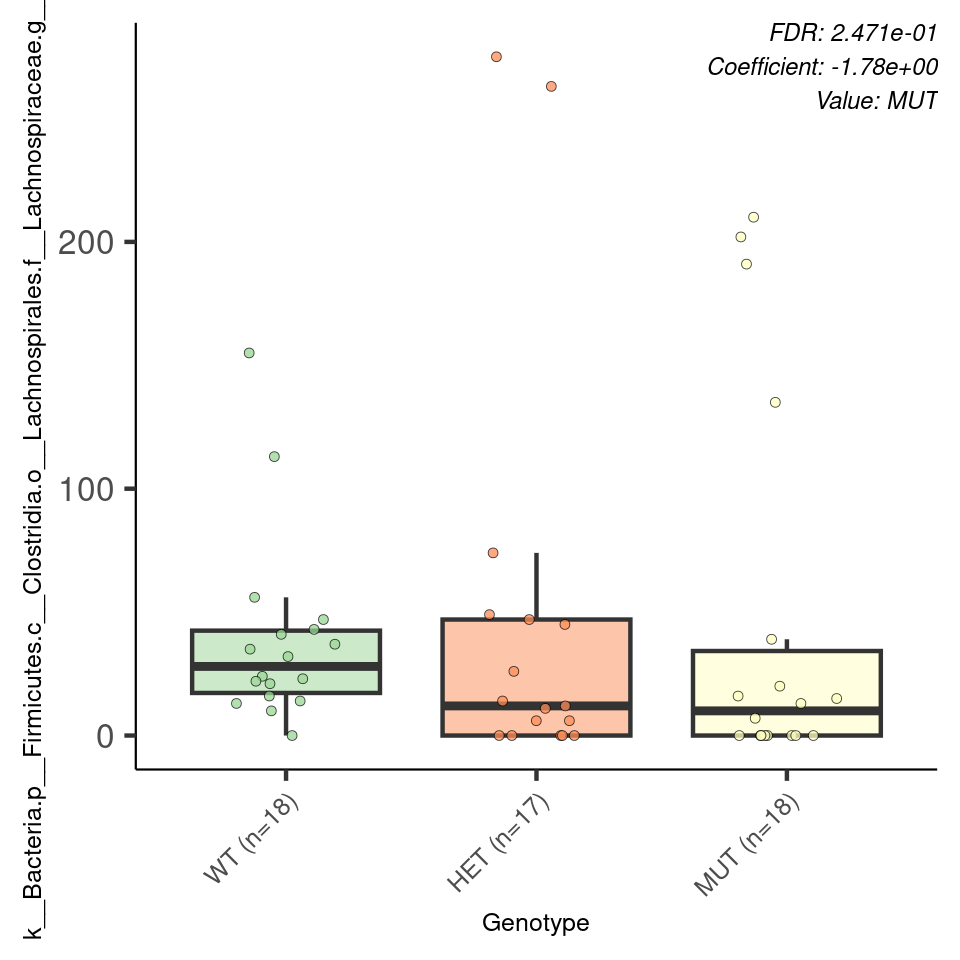 FDR: 2.471e-01
Coefficient: -1.78e+00
Value: MUT
k__Bacteria.p__Firmicutes.c__Clostridia.o__Lachnospirales.f__Lachnospiraceae.g__
200
100
0
WT (n=18)
HET (n=17)
MUT (n=18)
Genotype